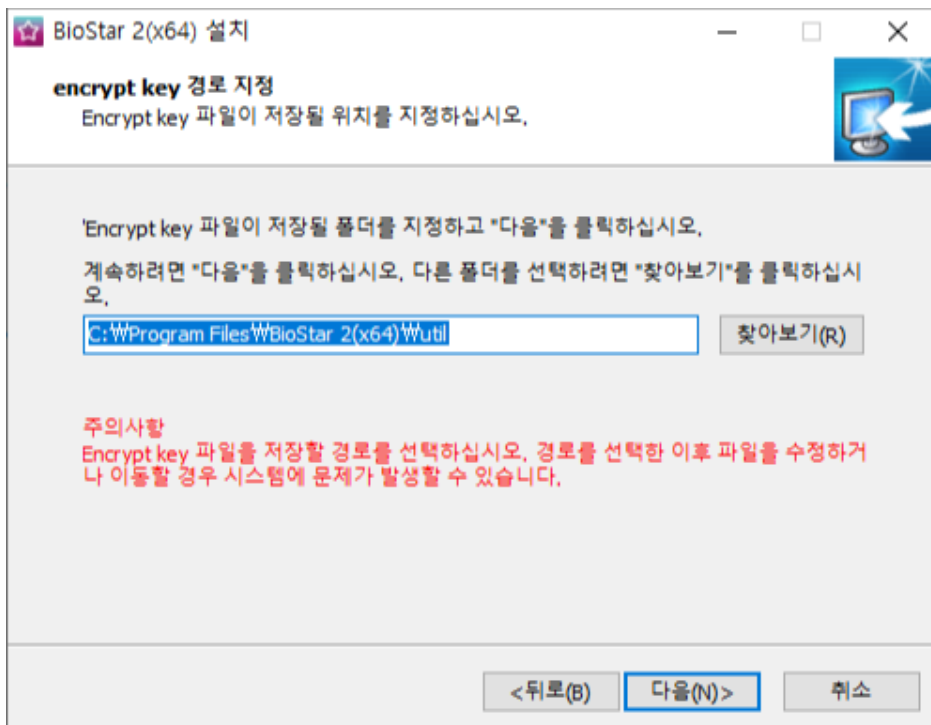 BioStar 2(x64) 설치
encrypt key 경로 지정
Encrypt key 파일이 저장될 위치를 지정하십시오.
'Encrypt key 파일이 저장될 폴더를 지정하고 "다음"을 클릭하십시오.
계속하려면 "다음"을 클릭하십시오. 다른 폴더를 선택하려면 "찾아보기"를 클릭하십시
오.
C:₩Program Files₩BioStar 2(x64)₩util
찾아보기(R)
주의사항
Encrypt key 파일을 저장할 경로를 선택하십시오. 경로를 선택한 이후 파일을 수정하거
나 이동할 경우 시스템에 문제가 발생할 수 있습니다.
<뒤로(B)
다음(N)>
취소